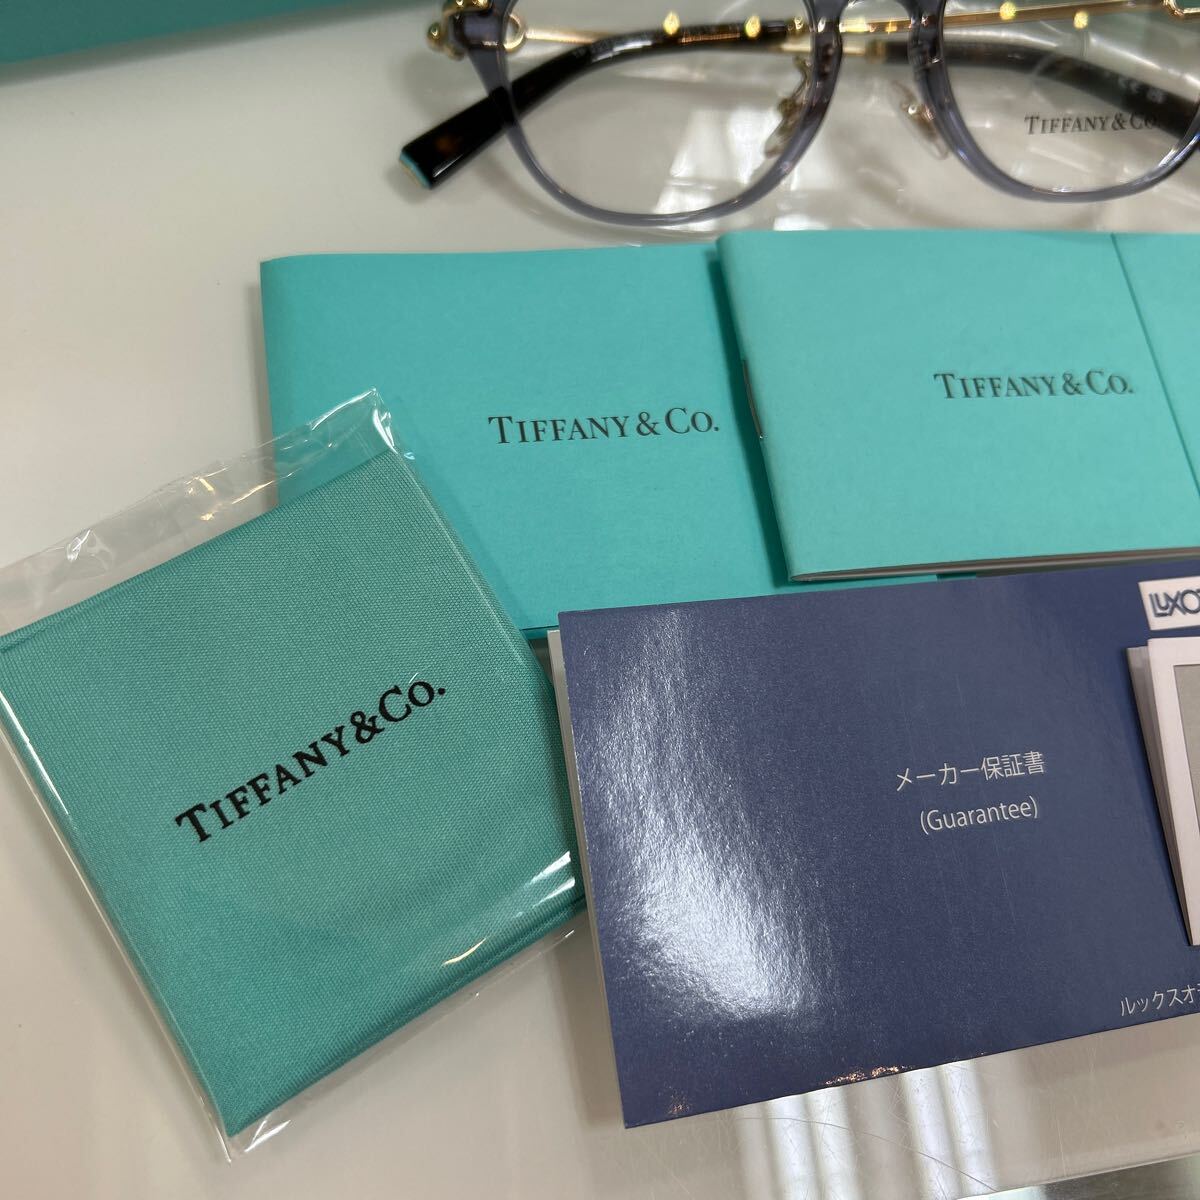 TIFFANY & CO.
TIFFANY & CO.
TIFFANY & CO.
TIFFANY & CO.
メーカー保証書
(Guarantee)